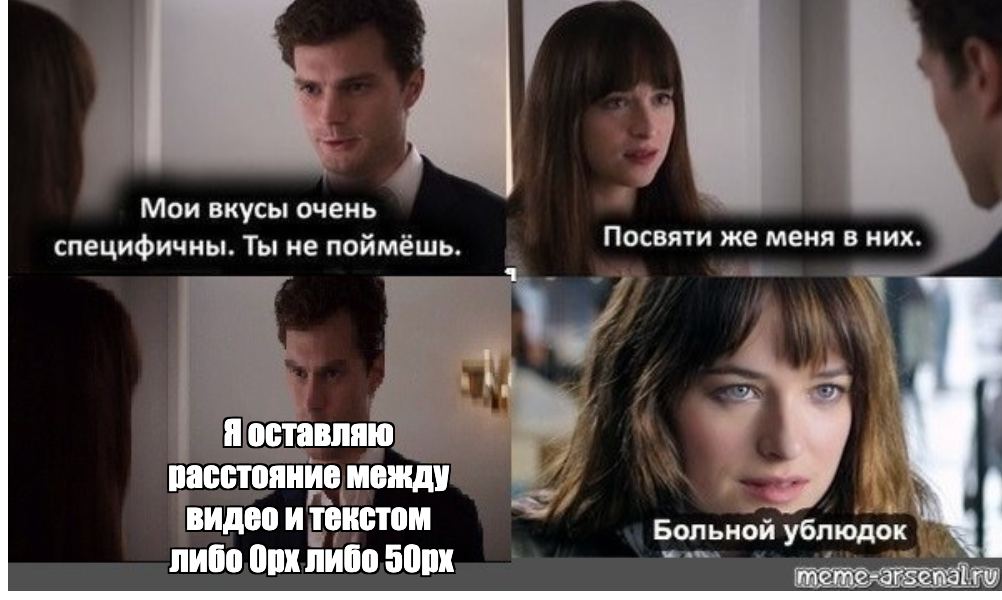 Мои вкусы очень
специфичны. Ты не поймёшь.
Посвяти же меня в них.
Я оставляю
расстояние между
видео и текстом
либо 0px либо 50px
Больной ублюдок
meme-arsenal.ru